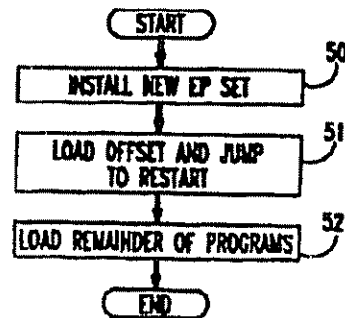 START
50
INSTALL NEW EP SET
51
LOAD OFFSET AND JUMP
TO RESTART
52
LOAD REMAINDER OF PROGRAMS
END